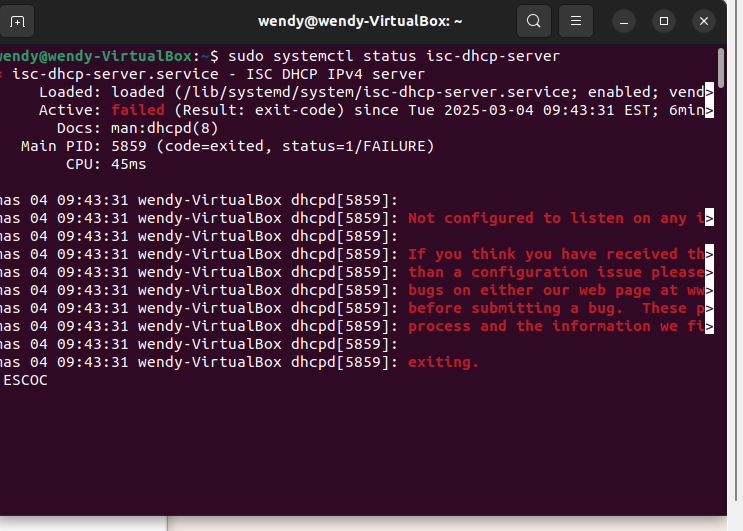 wendy@wendy-VirtualBox: ~
wendy@wendy-VirtualBox:~$ sudo systemctl status isc-dhcp-server
× isc-dhcp-server.service - ISC DHCP IPv4 server
Loaded: loaded (/lib/systemd/system/isc-dhcp-server.service; enabled; vend>
Active: failed (Result: exit-code) since Tue 2025-03-04 09:43:31 EST; 6min>
Docs: man:dhcpd(8)
Main PID: 5859 (code=exited, status=1/FAILURE)
CPU: 45ms
mas 04 09:43:31 wendy-VirtualBox dhcpd[5859]:
mas 04 09:43:31 wendy-VirtualBox dhcpd[5859]: Not configured to listen on any i>
mas 04 09:43:31 wendy-VirtualBox dhcpd[5859]:
mas 04 09:43:31 wendy-VirtualBox dhcpd[5859]: If you think you have received th>
mas 04 09:43:31 wendy-VirtualBox dhcpd[5859]: than a configuration issue please>
mas 04 09:43:31 wendy-VirtualBox dhcpd[5859]: bugs on either our web page at ww>
mas 04 09:43:31 wendy-VirtualBox dhcpd[5859]: before submitting a bug.  These p>
mas 04 09:43:31 wendy-VirtualBox dhcpd[5859]: process and the information we fi>
mas 04 09:43:31 wendy-VirtualBox dhcpd[5859]:
mas 04 09:43:31 wendy-VirtualBox dhcpd[5859]: exiting.
ESCOC